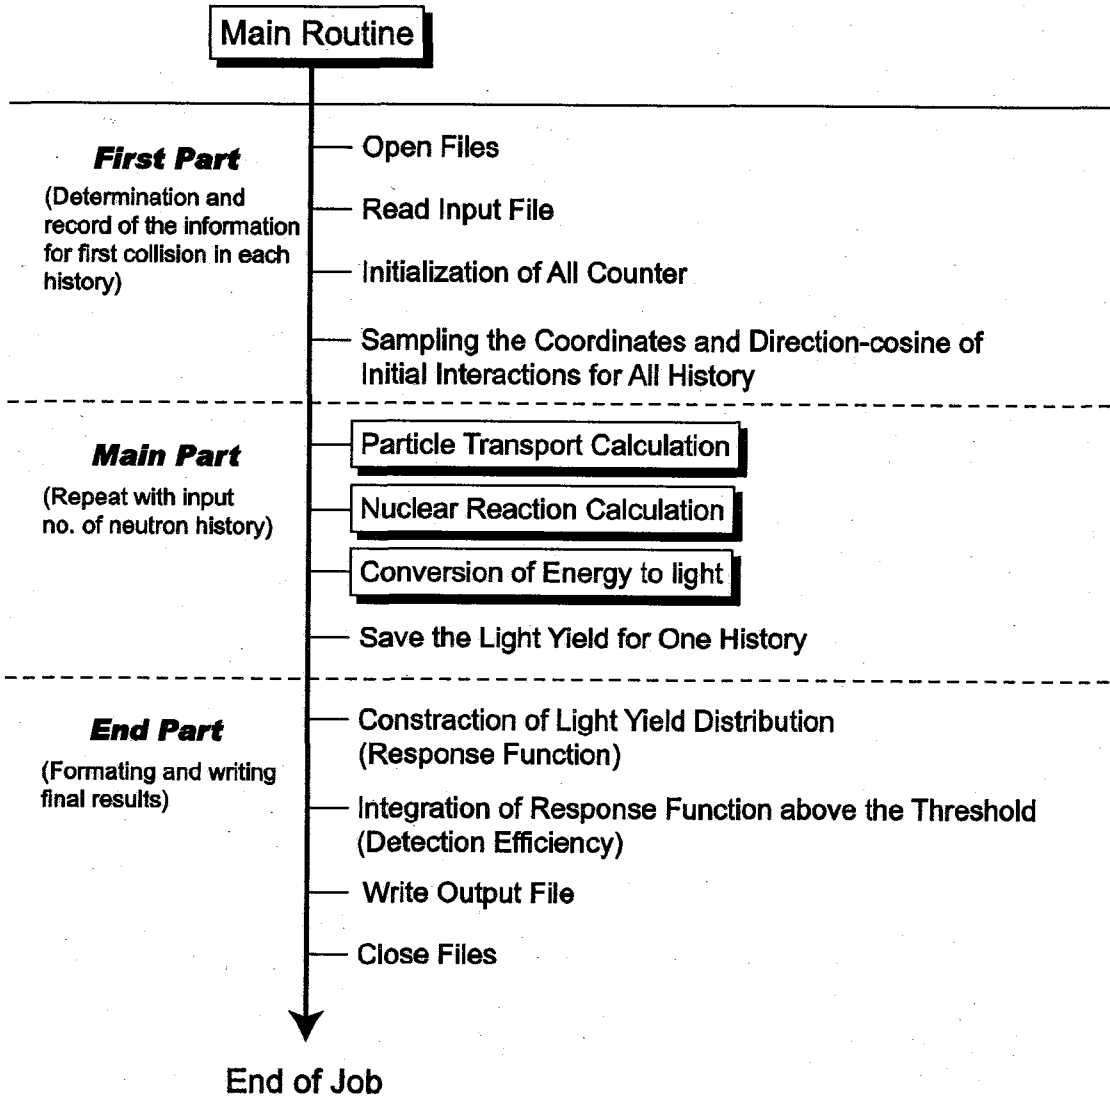 Main Routine
First Part
(Determination and
record of the information
for first collision in each
history)
Open Files
Read Input File
Initialization of All Counter
Sampling the Coordinates and Direction-cosine of
Initial Interactions for All History
Main Part
(Repeat with input
no. of neutron history)
Particle Transport Calculation
Nuclear Reaction Calculation
Conversion of Energy to light
Save the Light Yield for One History
End Part
(Formating and writing
final results)
Constraction of Light Yield Distribution
(Response Function)
Integration of Response Function above the Threshold
(Detection Efficiency)
Write Output File
Close Files
End of Job